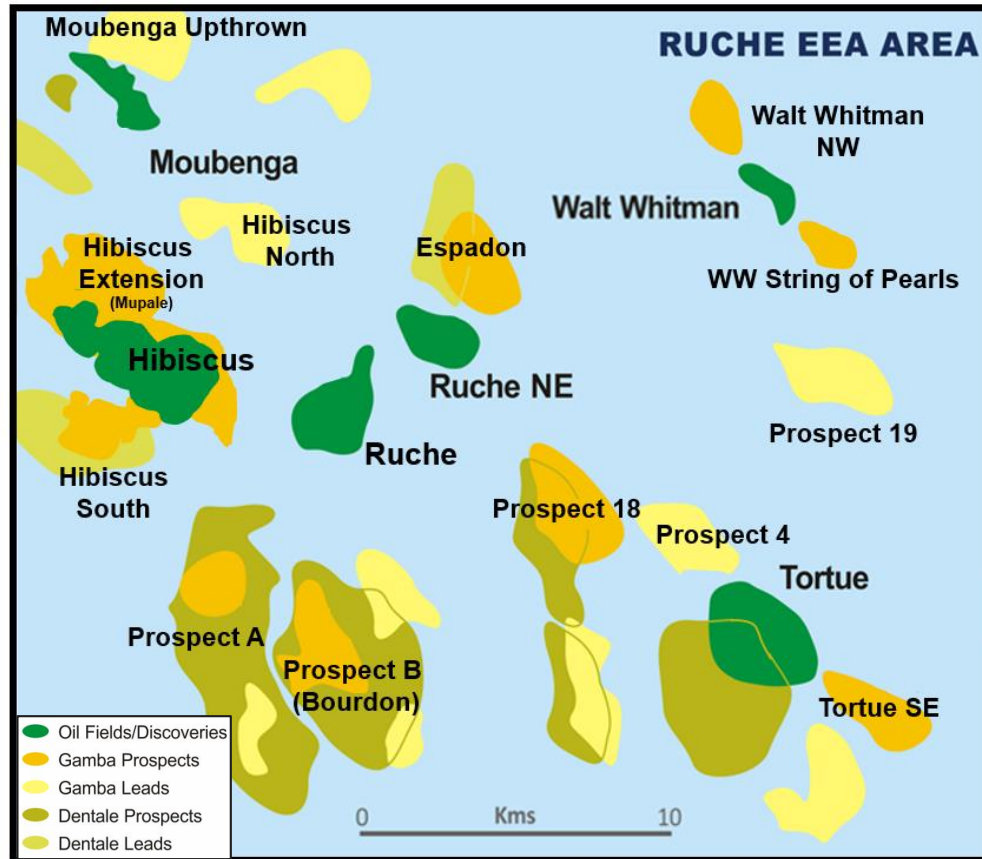 Moubenga Upthrown
RUCHE EEA AREA
Walt Whitman
NW
Moubenga
Walt Whitman
Hibiscus
North
Hibiscus
Extension
(Mupale)
Espadon
WW String of Pearls
Hibiscus
Ruche NE
Prospect 19
Ruche
Hibiscus
South
Prospect 18
Prospect 4
Tortue
Prospect A
Prospect B
(Bourdon)
Tortue SE
Oil Fields/Discoveries
Gamba Prospects
Gamba Leads
Dentale Prospects
Dentale Leads
0 Kms 10